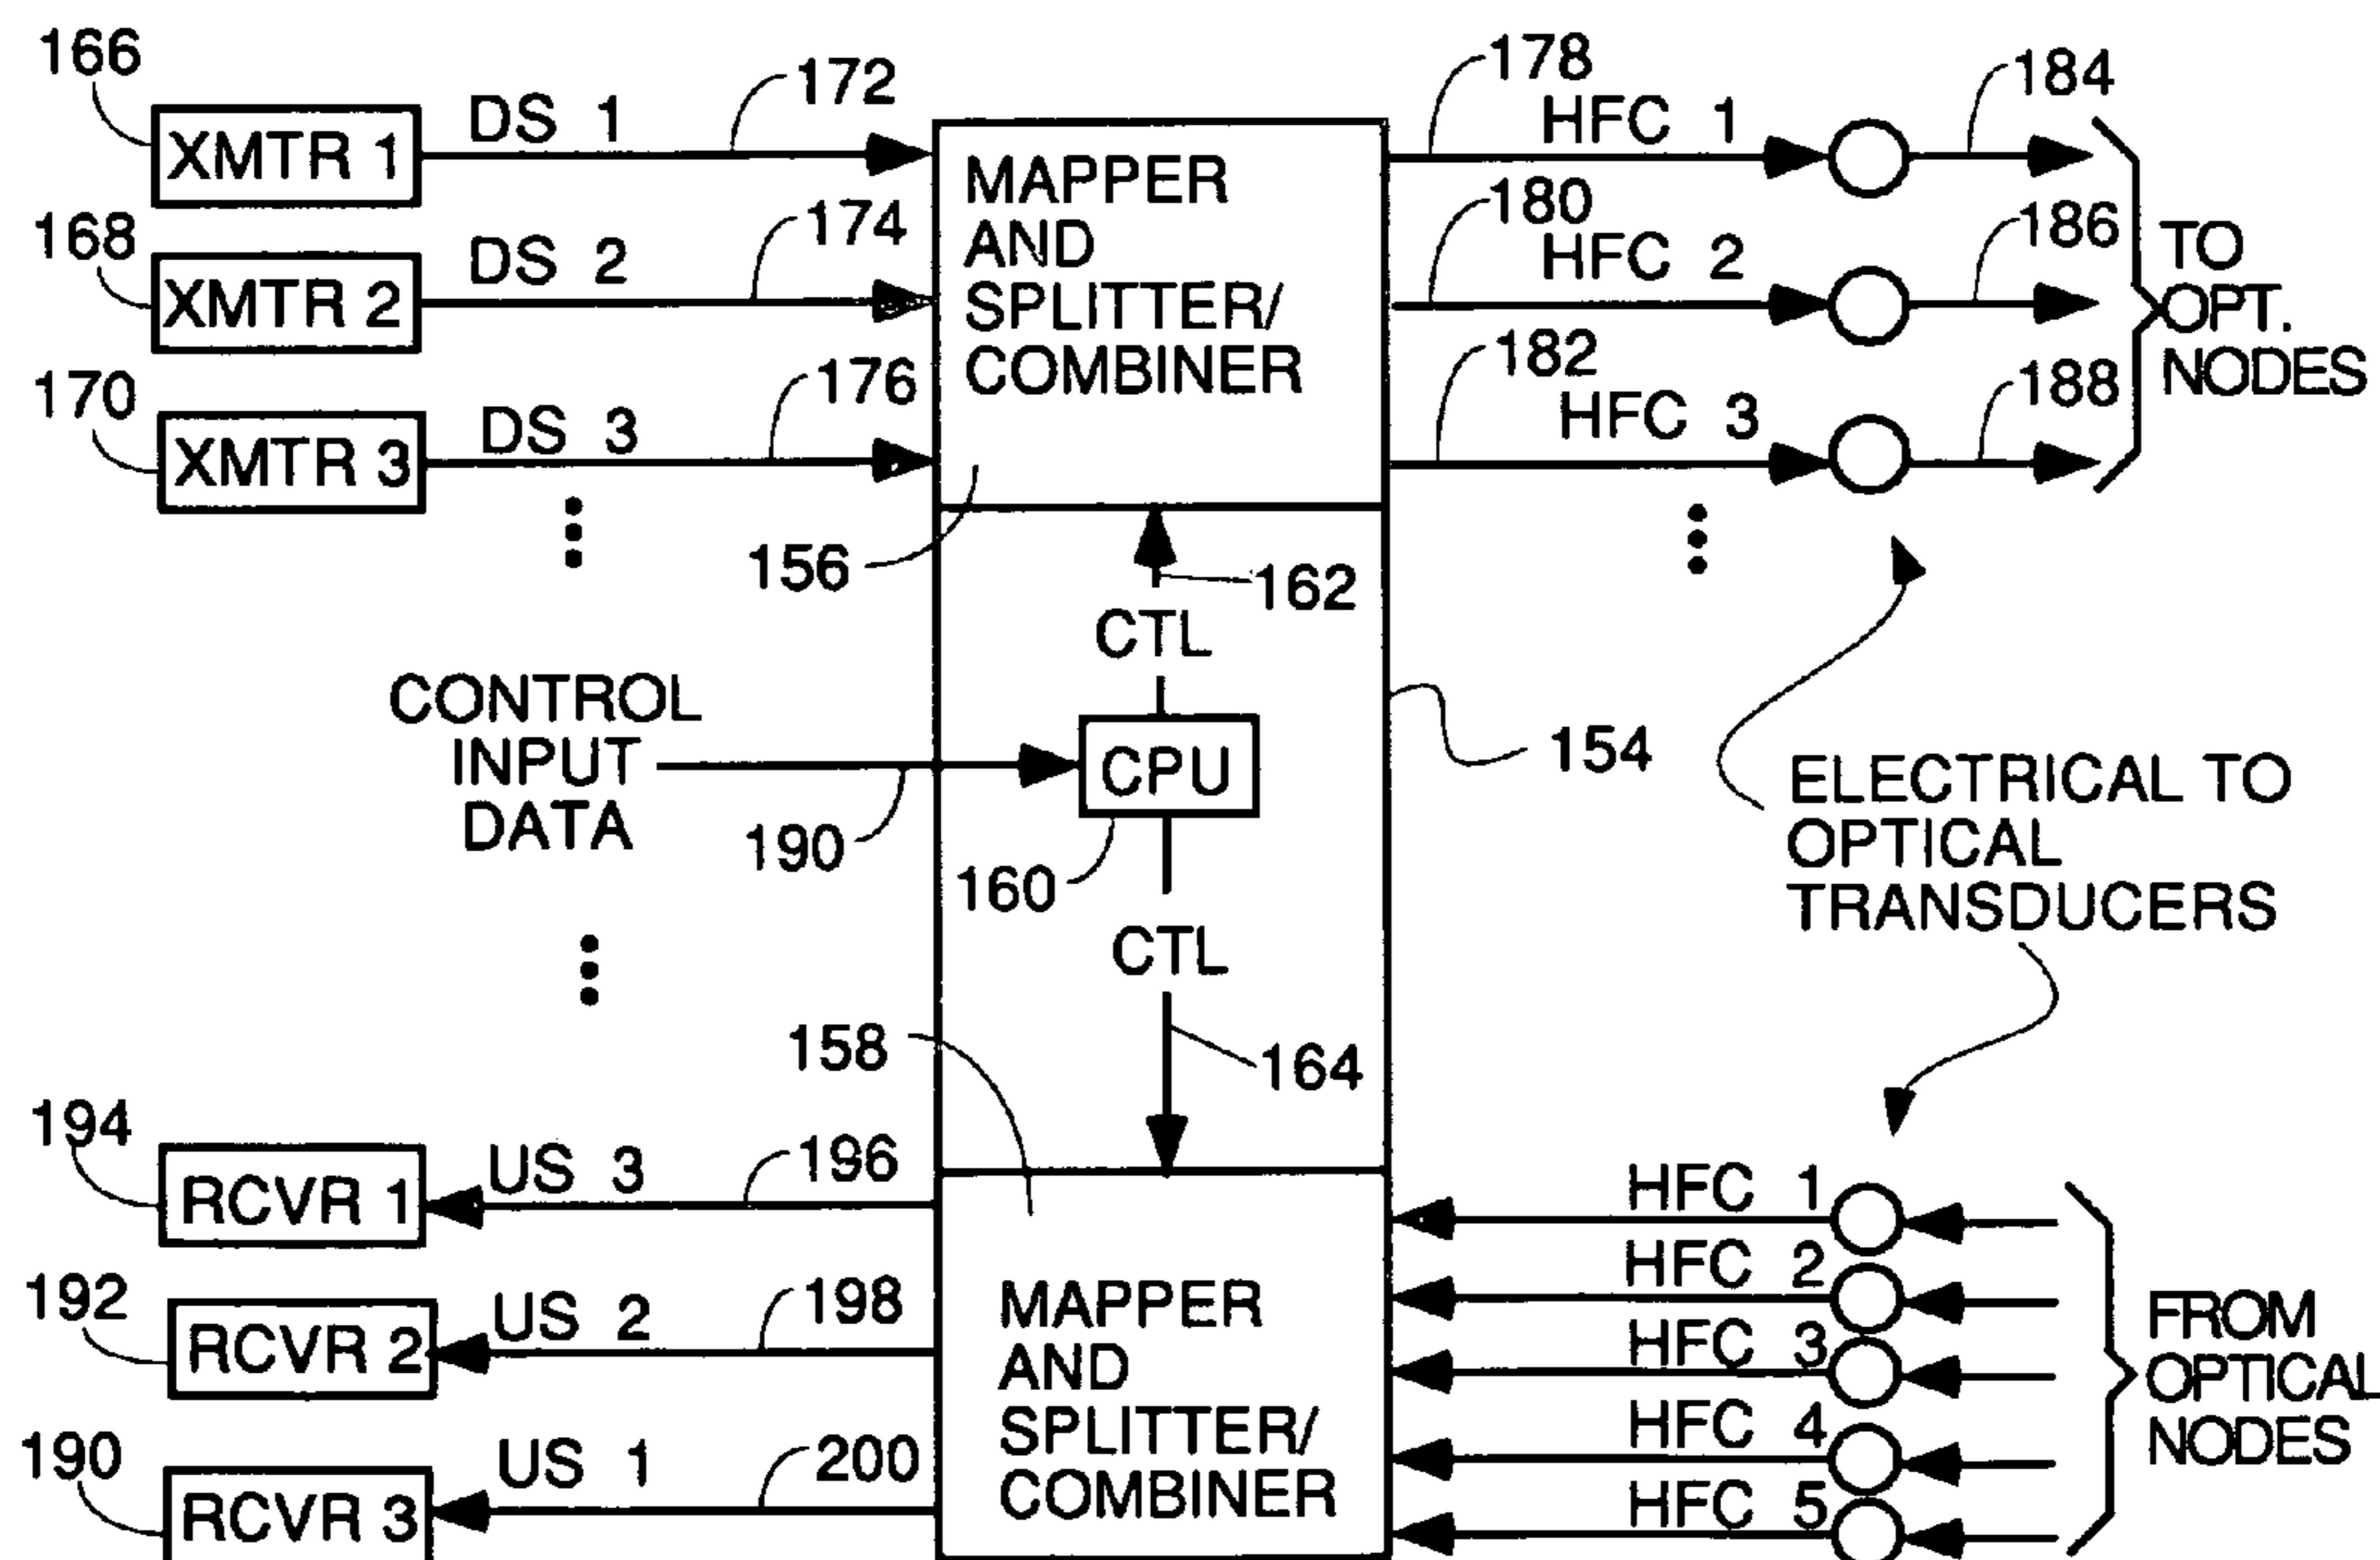 166
XMTR 1
DS 1
172
168
XMTR 2
DS 2
174
170
XMTR 3
DS 3
176
MAPPER
AND
SPLITTER/
COMBINER
156
178
HFC 1
184
180
HFC 2
186
182
HFC 3
188
TO
OPT.
NODES
162
CTL
CONTROL
INPUT
DATA
190
CPU
160
CTL
164
154
ELECTRICAL TO
OPTICAL
TRANSDUCERS
158
194
RCVR 1
US 3
196
192
RCVR 2
US 2
198
190
RCVR 3
US 1
200
MAPPER
AND
SPLITTER/
COMBINER
HFC 1
HFC 2
HFC 3
HFC 4
HFC 5
FROM
OPTICAL
NODES